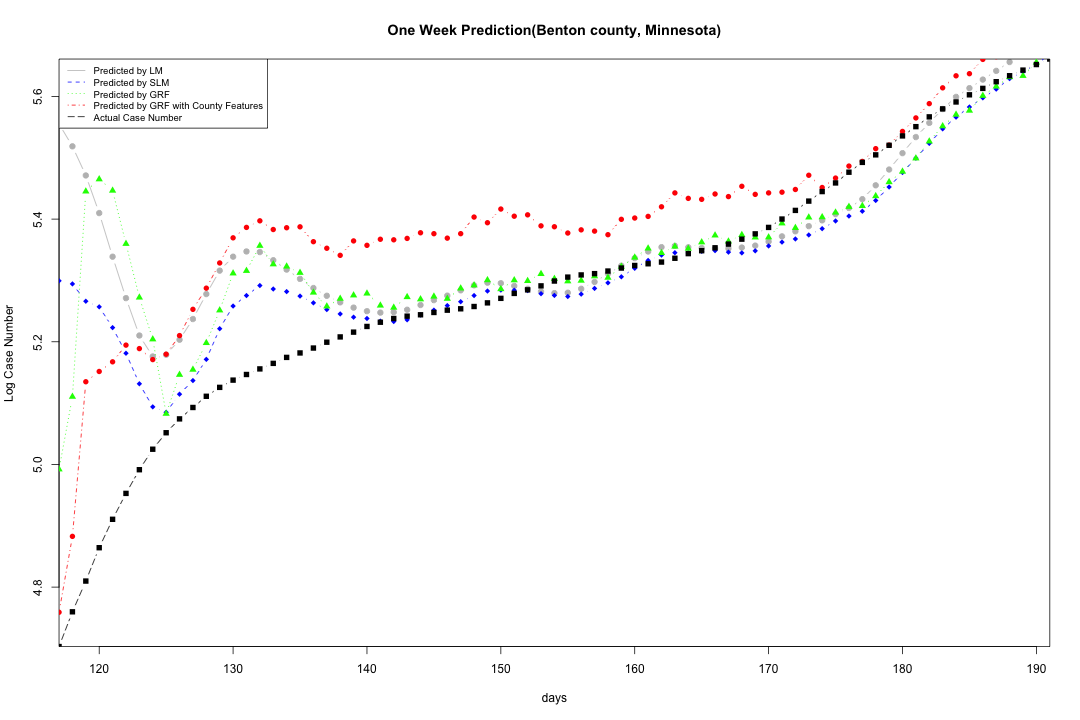 One Week Prediction(Benton county, Minnesota)
Predicted by LM
Predicted by SLM
Predicted by GRF
Predicted by GRF with County Features
Actual Case Number
Log Case Number
5.6
5.4
5.2
5.0
4.8
120 130 140 150 160 170 180 190
days